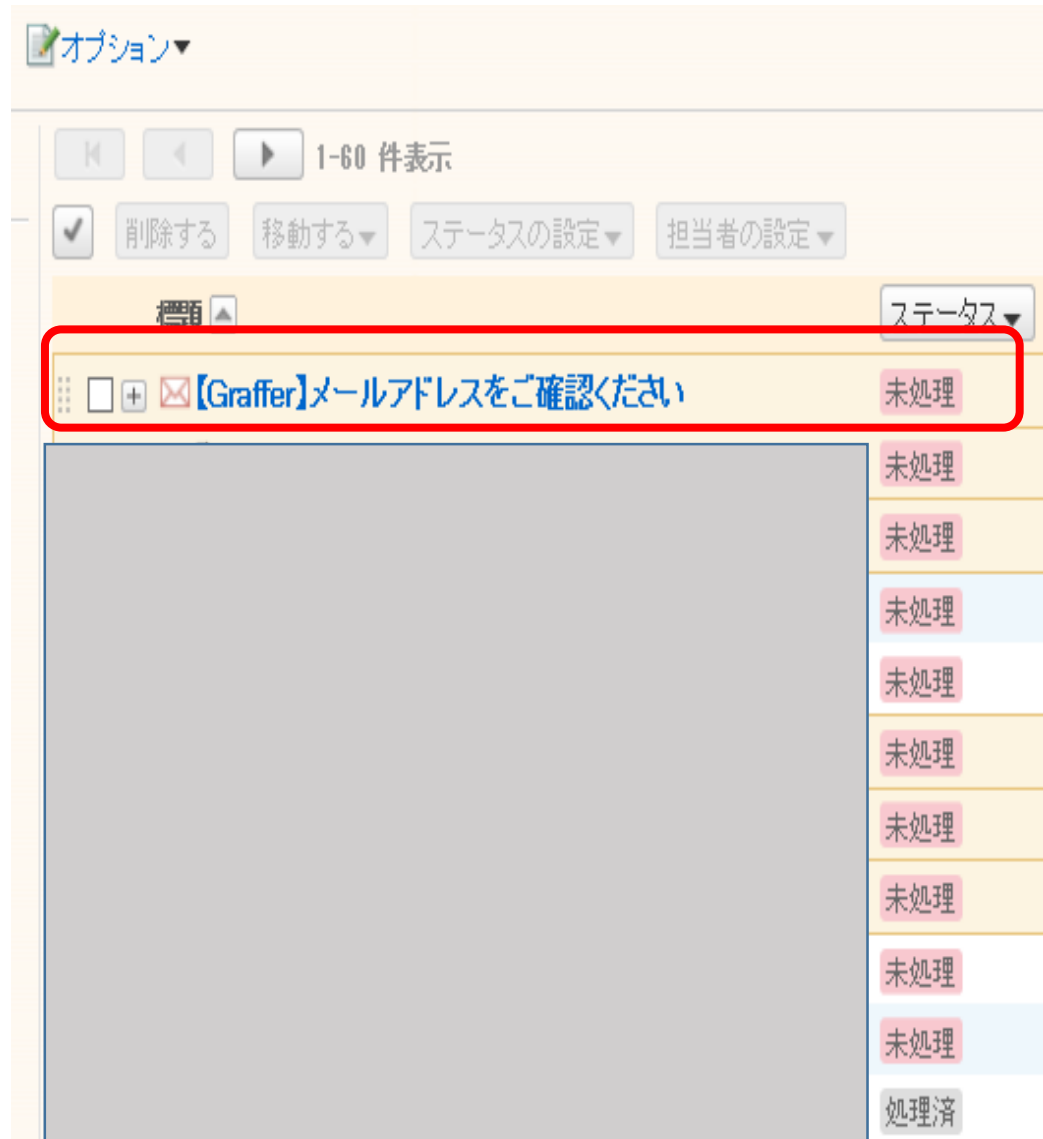 オプション▼
1-60 件表示
削除する 移動する▼ ステータスの設定▼ 担当者の設定▼
標題 ステータス▼
【Graffer】メールアドレスをご確認ください 未処理
未処理
未処理
未処理
未処理
未処理
未処理
未処理
未処理
未処理
処理済